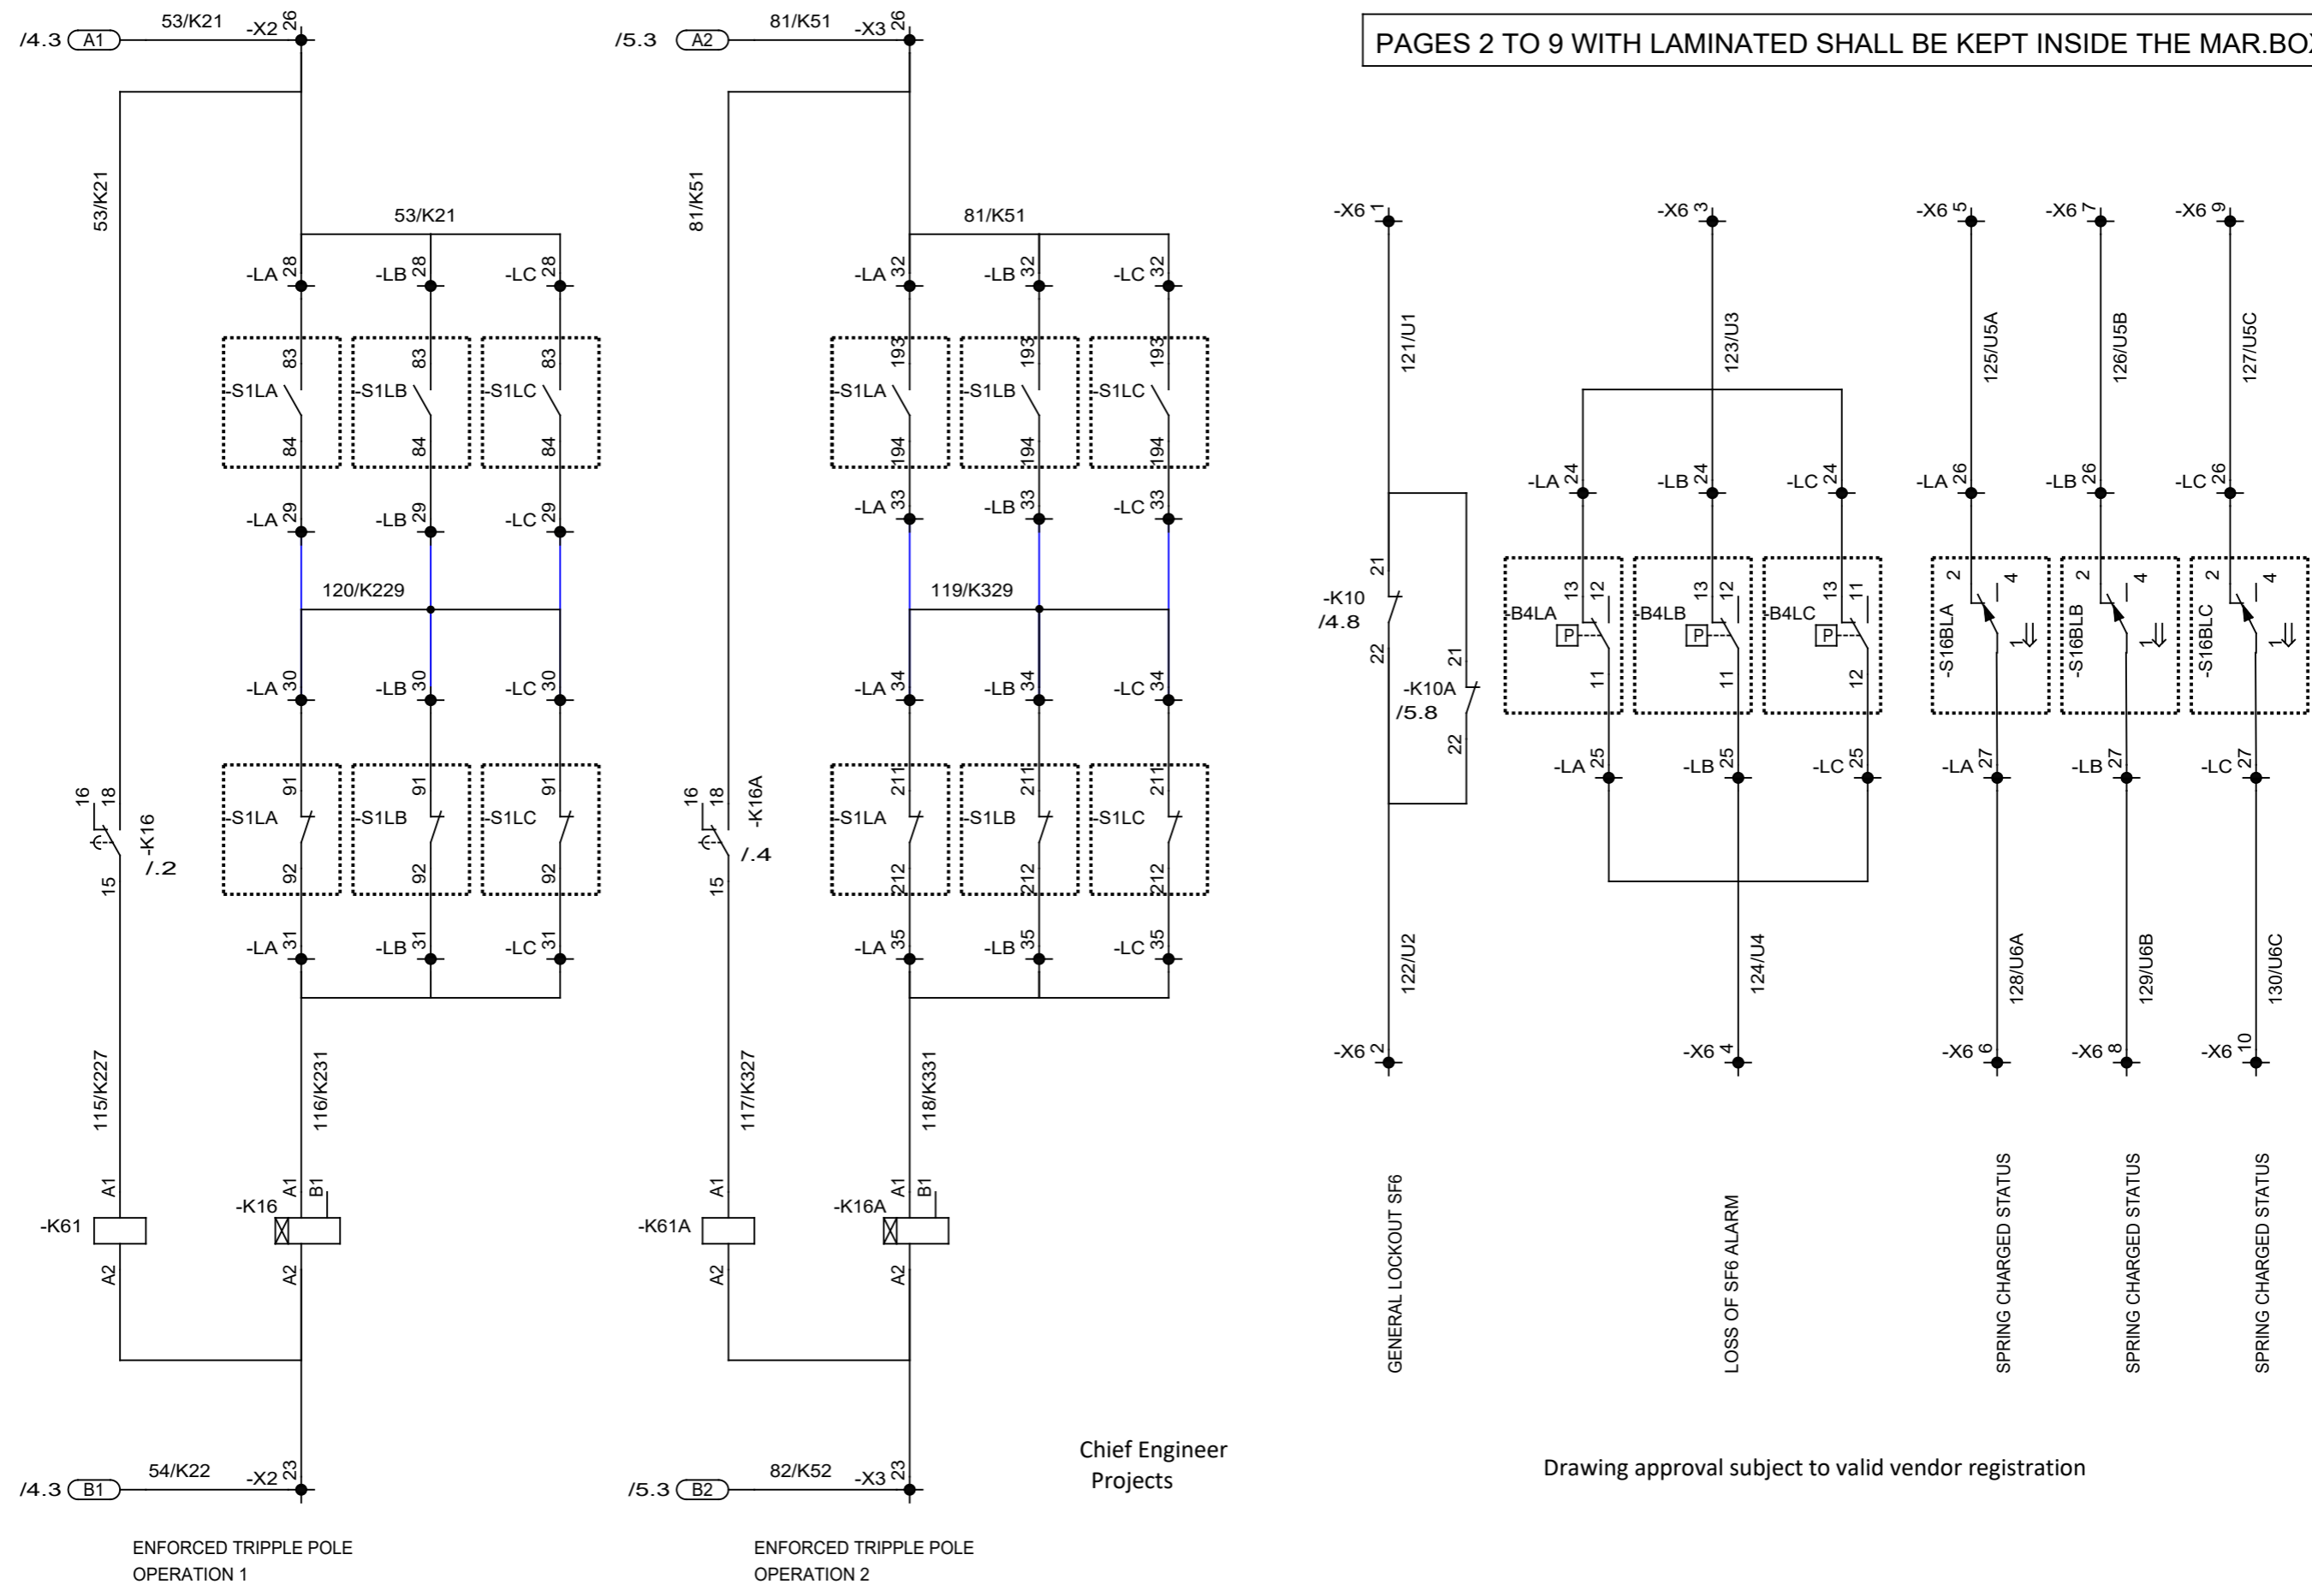 53/K21 -X2 26
/4.3 A1
81/K51 -X3 26
/5.3 A2
PAGES 2 TO 9 WITH LAMINATED SHALL BE KEPT INSIDE THE MAR.BOX
53/K21
53/K21
81/K51
81/K51
-LA 28 -LB 28 -LC 28
-LA 32 -LB 32 -LC 32
83 83 83
-S1LA -S1LB -S1LC
84 84 84
193 193 193
-S1LA -S1LB -S1LC
194 194 194
-LA 29 -LB 29 -LC 29
-LA 33 -LB 33 -LC 33
120/K229
119/K329
-LA 30 -LB 30 -LC 30
-LA 34 -LB 34 -LC 34
16 18
-K16
/.2
15
91 91 91
-S1LA -S1LB -S1LC
92 92 92
16 18
-K16A
/.4
15
211 211 211
-S1LA -S1LB -S1LC
212 212 212
-LA 31 -LB 31 -LC 31
-LA 35 -LB 35 -LC 35
115/K227
116/K231
117/K327
118/K331
A1 A1 B1
-K61 -K16
A2 A2
A1 A1 B1
-K61A -K16A
A2 A2
54/K22 -X2 23
/4.3 B1
82/K52 -X3 23
/5.3 B2
ENFORCED TRIPPLE POLE
OPERATION 1
ENFORCED TRIPPLE POLE
OPERATION 2
-X6 1
121/U1
21
-K10
/4.8
22
21
-K10A
/5.8
22
122/U2
-X6 2
GENERAL LOCKOUT SF6
-X6 3
123/U3
-LA 24 -LB 24 -LC 24
13 12 13 12 13 11
-B4LA -B4LB -B4LC
P P P
11 11 12
-LA 25 -LB 25 -LC 25
124/U4
-X6 4
LOSS OF SF6 ALARM
-X6 5 -X6 7 -X6 9
125/U5A
126/U5B
127/U5C
-LA 26 -LB 26 -LC 26
2 4 2 4 2 4
-S16BLA
-S16BLB
-S16BLC
1 1 1
-LA 27 -LB 27 -LC 27
128/U6A
129/U6B
130/U6C
-X6 6 -X6 8 -X6 10
SPRING CHARGED STATUS
SPRING CHARGED STATUS
SPRING CHARGED STATUS
Chief Engineer
Projects
Drawing approval subject to valid vendor registration